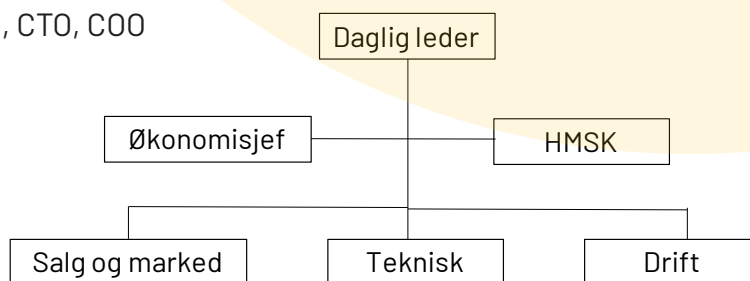 , CTO, COO
Daglig leder
Økonomisjef
HMSK
Salg og marked
Teknisk
Drift